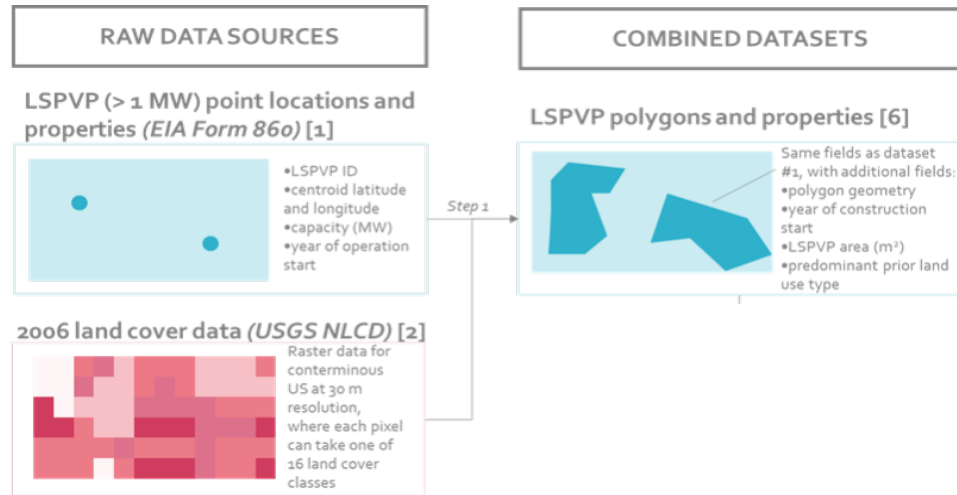 RAW DATA SOURCES
COMBINED DATASETS
LSPVP (> 1 MW) point locations and
properties (EIA Form 860) [1]
•LSPVP ID
•centroid latitude
and longitude
•capacity (MW)
•year of operation
start
Step 1
LSPVP polygons and properties [6]
Same fields as dataset
#1, with additional fields:
•polygon geometry
•year of construction
start
•LSPVP area (m²)
•predominant prior land
use type
2006 land cover data (USGS NLCD) [2]
Raster data for
conterminous
US at 30 m
resolution,
where each pixel
can take one of
16 land cover
classes